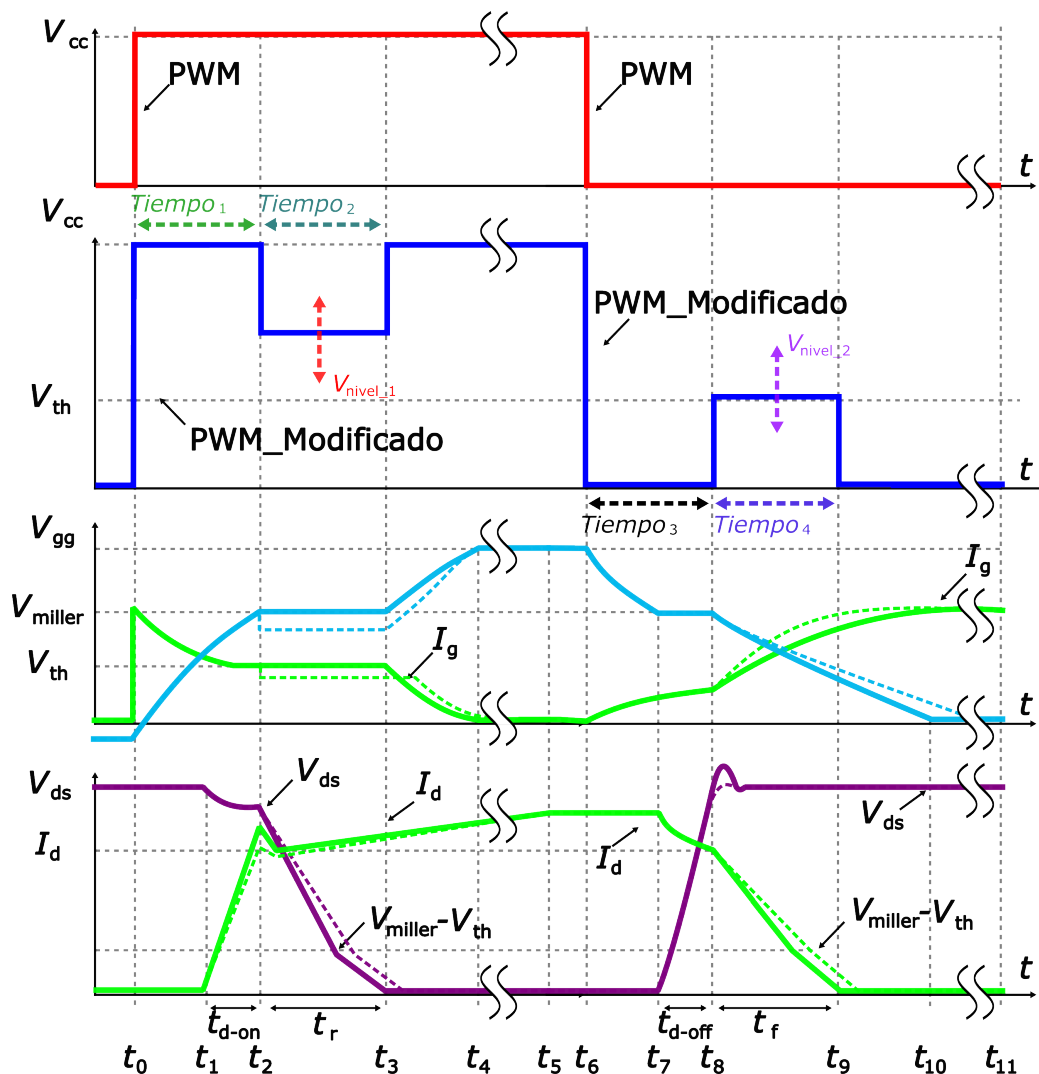 Vcc
PWM
PWM
t
Tiempo1
Tiempo2
Vcc
PWM_Modificado
Vnivel_2
Vnivel_1
Vth
PWM_Modificado
t
Tiempo3
Tiempo4
Vgg
Ig
Vmiller
Ig
Vth
t
Vds
Vds
Id
Vds
Id
Id
Vmiller-Vth
Vmiller-Vth
t
td-on
tr
td-off
tf
t0 t1 t2 t3 t4 t5 t6 t7 t8 t9 t10 t11